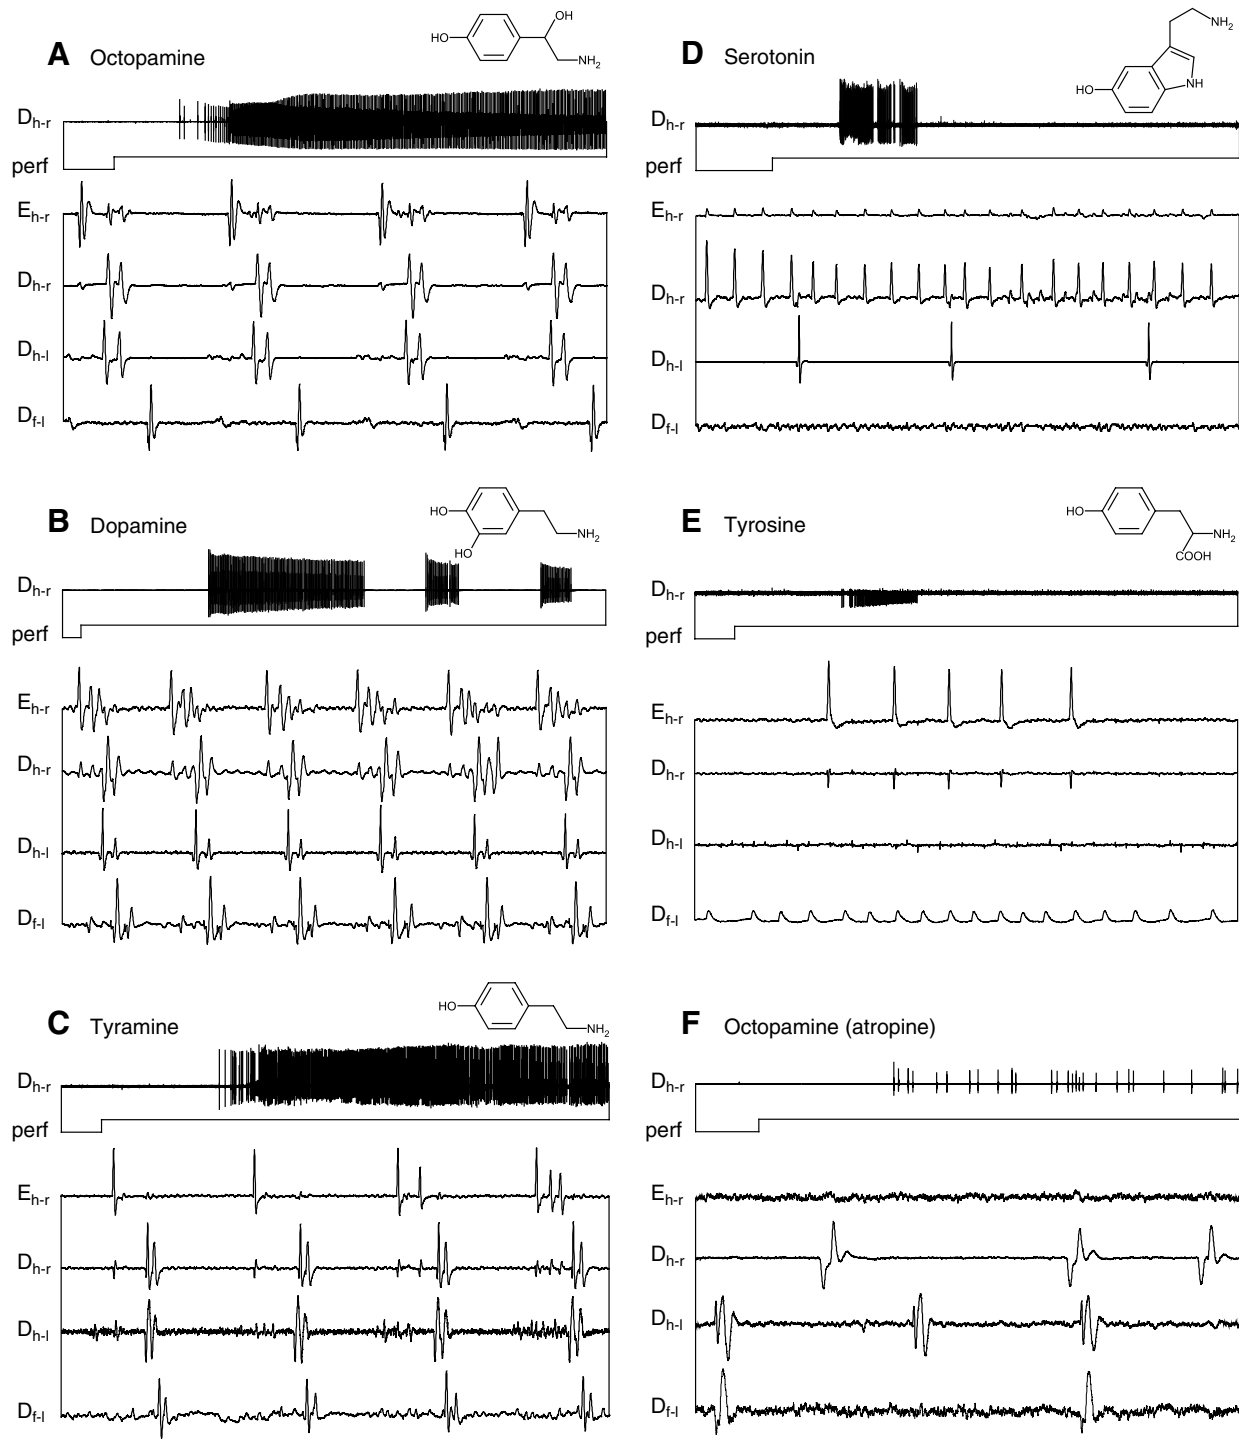 A Octopamine
HO
OH
NH2
Dh-r
perf
Eh-r
Dh-r
Dh-l
Df-l
B Dopamine
HO
HO
NH2
Dh-r
perf
Eh-r
Dh-r
Dh-l
Df-l
C Tyramine
HO
NH2
Dh-r
perf
Eh-r
Dh-r
Dh-l
Df-l
D Serotonin
NH2
HO
NH
Dh-r
perf
Eh-r
Dh-r
Dh-l
Df-l
E Tyrosine
HO
NH2
COOH
Dh-r
perf
Eh-r
Dh-r
Dh-l
Df-l
F Octopamine (atropine)
Dh-r
perf
Eh-r
Dh-r
Dh-l
Df-l